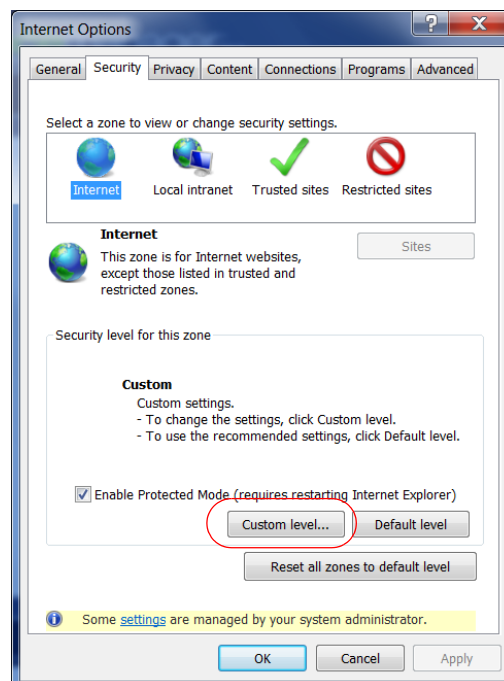 Internet Options
General Security Privacy Content Connections Programs Advanced
Select a zone to view or change security settings.
Internet Local intranet Trusted sites Restricted sites
Internet
Sites
This zone is for Internet websites,
except those listed in trusted and
restricted zones.
Security level for this zone
Custom
Custom settings.
- To change the settings, click Custom level.
- To use the recommended settings, click Default level.
Enable Protected Mode (requires restarting Internet Explorer)
Custom level... Default level
Reset all zones to default level
Some settings are managed by your system administrator.
OK Cancel Apply